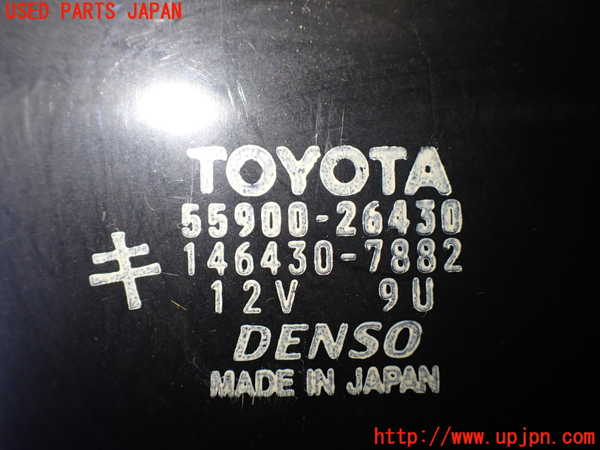 USED PARTS JAPAN
TOYOTA
55900-26430
キ
146430-7882
12V 9U
DENSO
MADE IN JAPAN
http://www.upjpn.com/